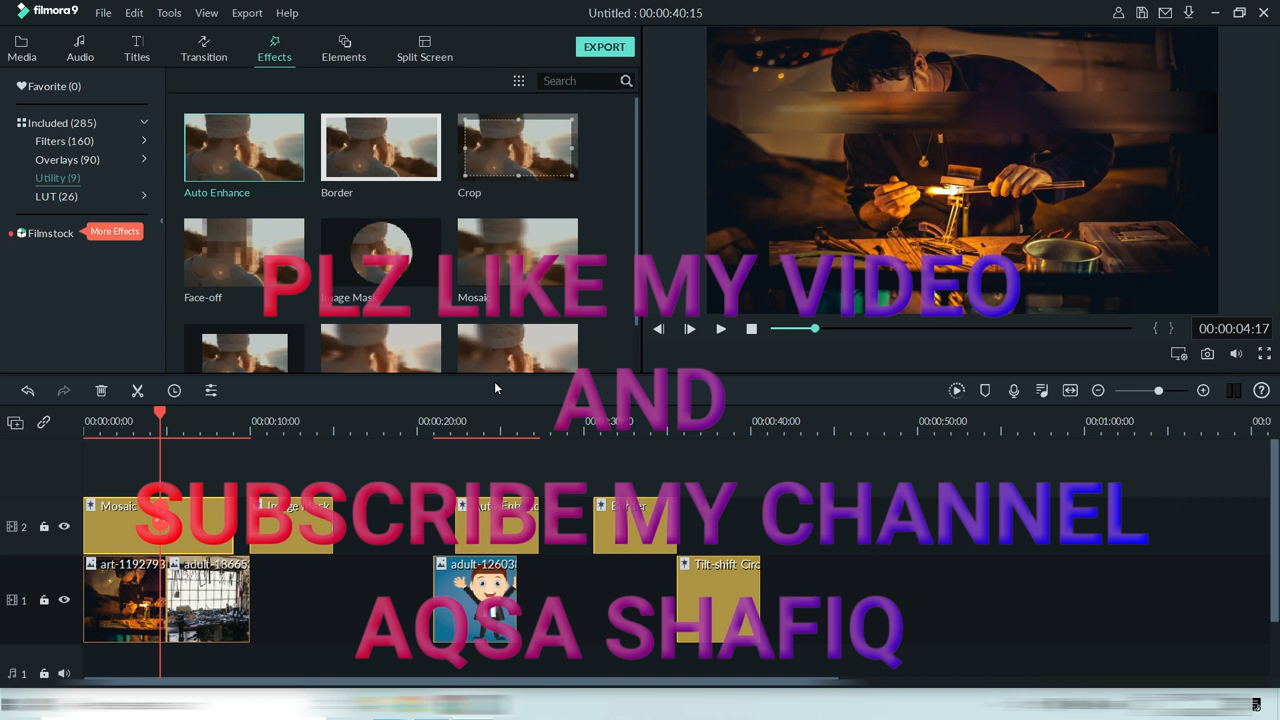 filmora 9 File Edit Tools View Export Help Untitled : 00:00:40:15
Media Audio Titles Transition Effects Elements Split Screen EXPORT
Favorite (0)
Search
Included (285)
Filters (160)
Overlays (90)
Utility (9)
LUT (26)
Filmstock More Effects
Auto Enhance Border Crop
Face-off Image Mask Mosaic
PLZ LIKE MY VIDEO
AND
SUBSCRIBE MY CHANNEL
AQSA SHAFIQ
00:00:04:17
00:00:00:00 00:00:10:00 00:00:20:00 00:00:30:00 00:00:40:00 00:00:50:00 00:01:00:00 00:0
2 Mosaic Image Mask Auto Enhanc Border
1 art-1192793 adult-18665 adult-12603 Tilt-shift Circ
1